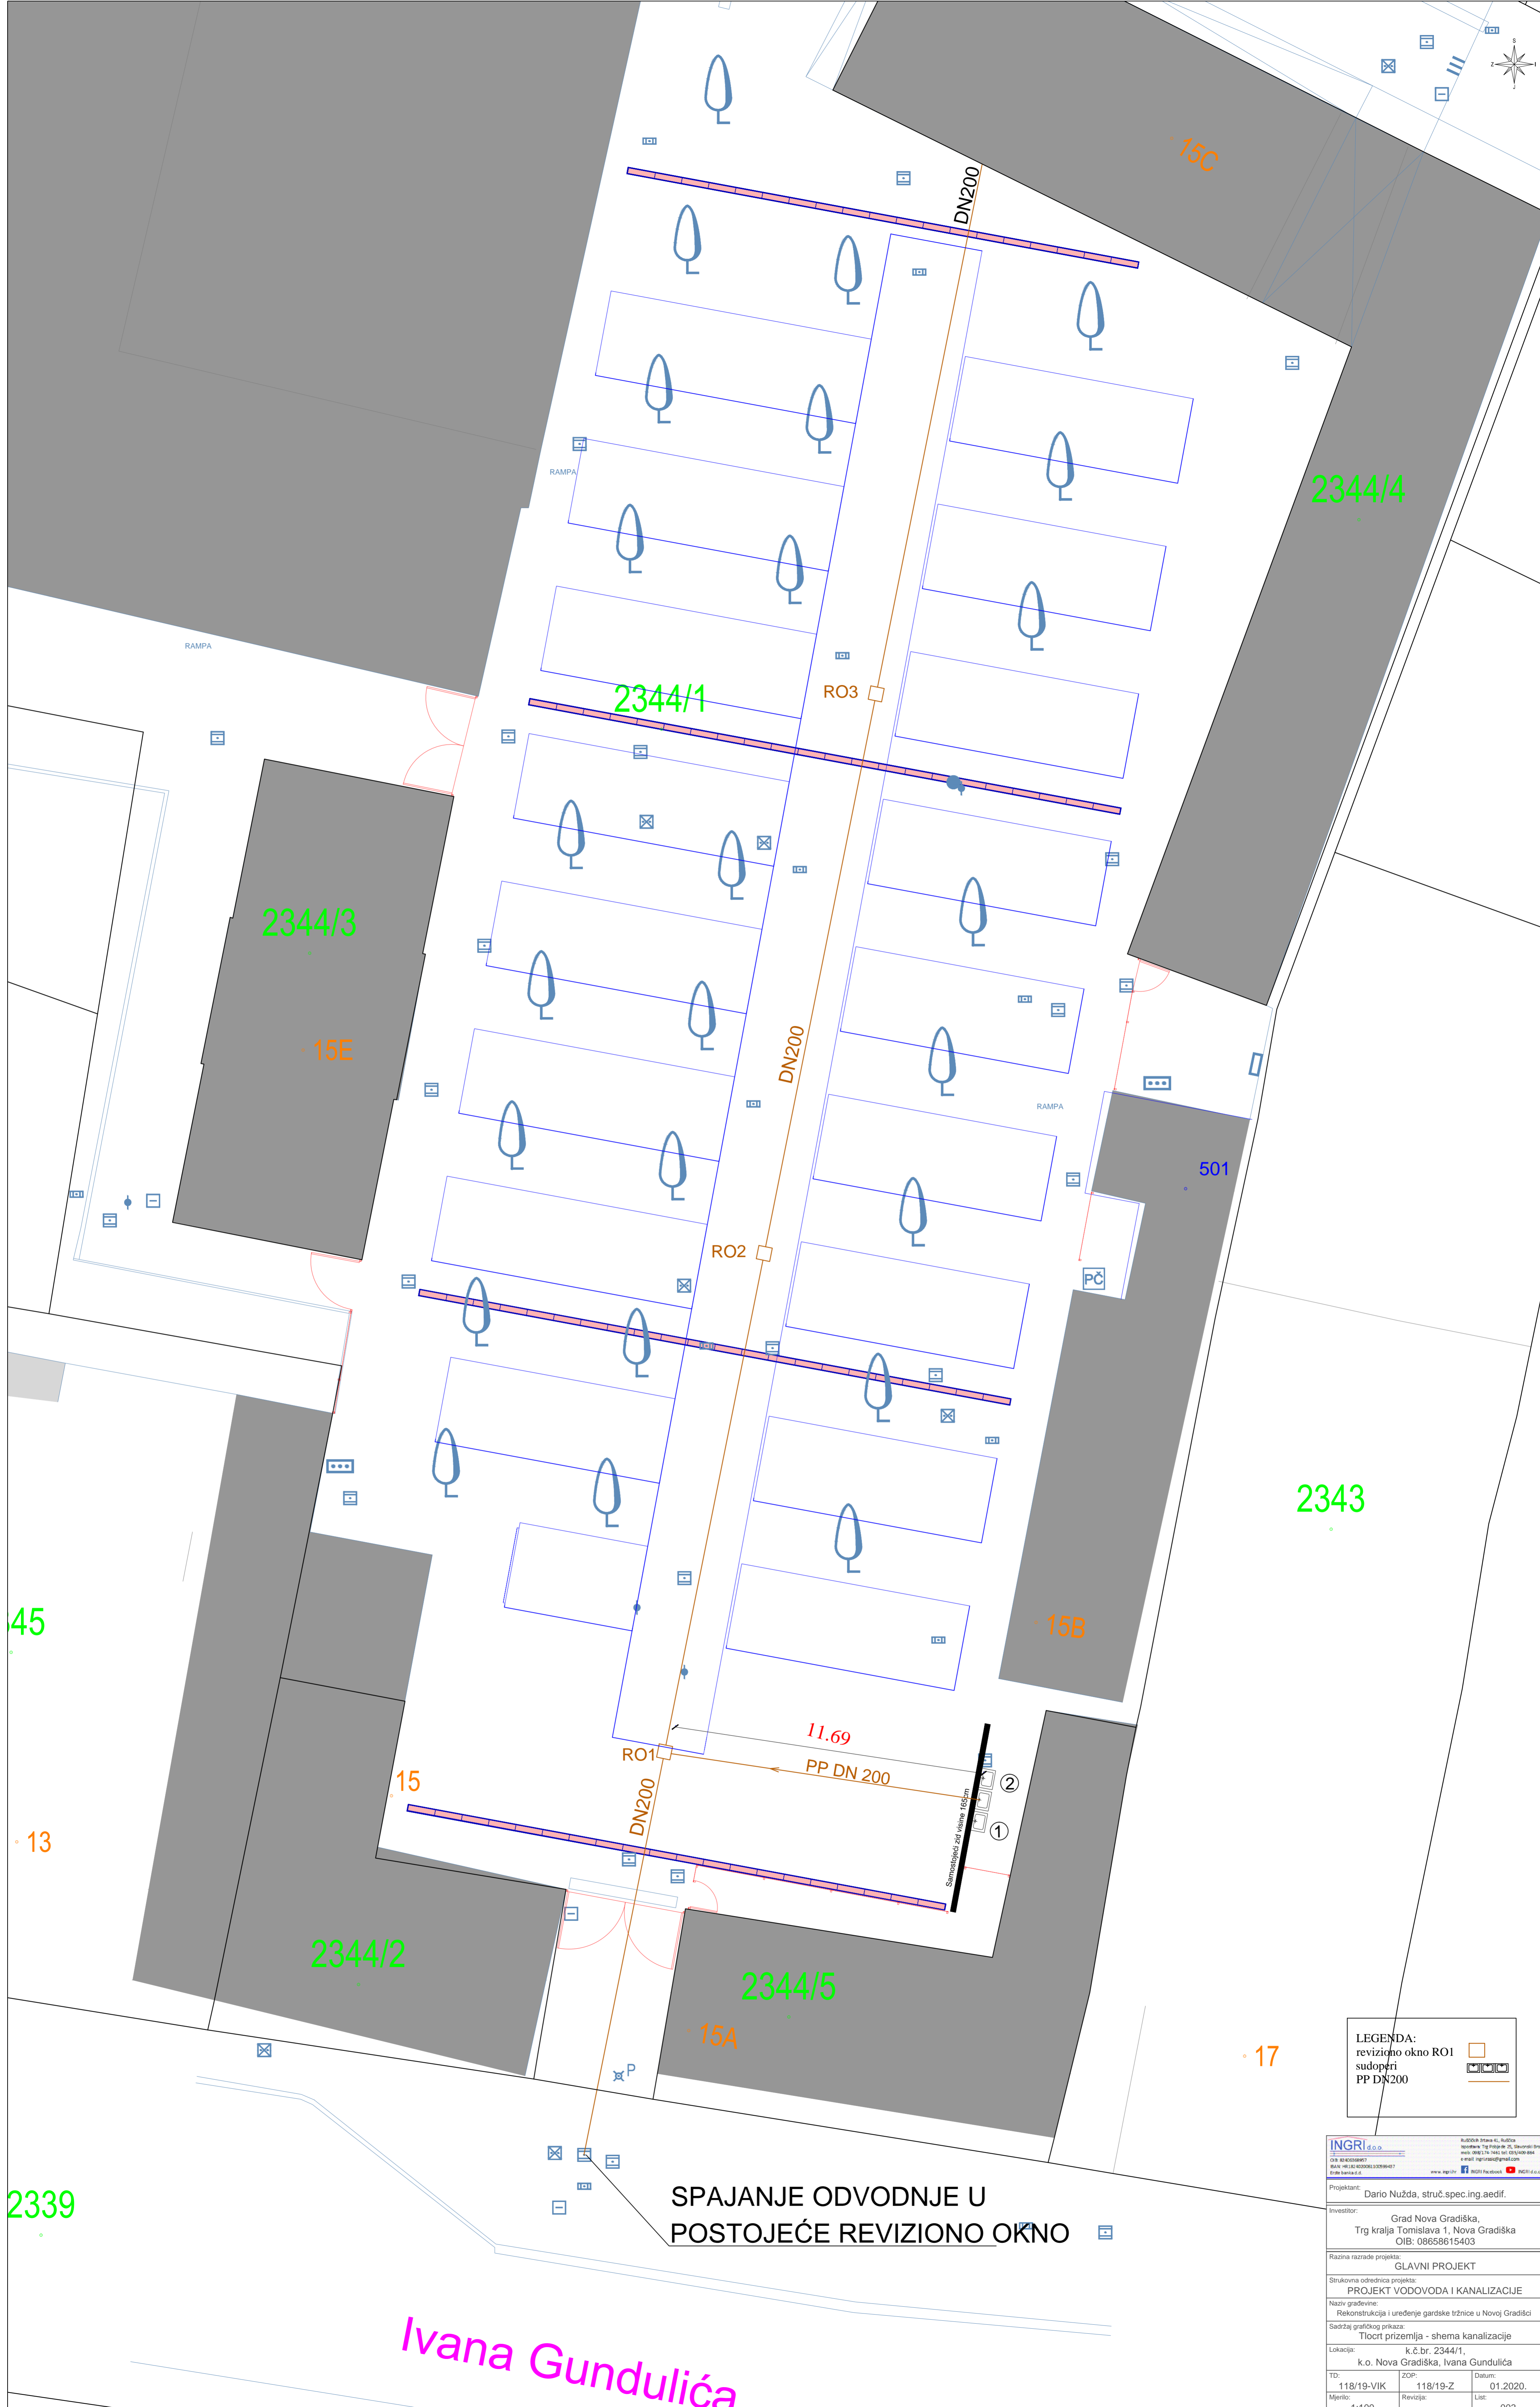 S
Z
I
J
15C
DN200
RAMPA
2344/4
RAMPA
2344/1
RO3
2344/3
15E
DN200
RAMPA
501
RO2
PČ
2343
15B
345
11.69
RO1
PP DN 200
15
DN200
Samostojeći zid visine 165cm
2
1
13
2344/2
2344/5
15A
17
P
LEGENDA:
reviziono okno RO1
sudoperi
PP DN200
SPAJANJE ODVODNJE U
POSTOJEĆE REVIZIONO OKNO
2339
Ivana Gundulića
INGRI d.o.o.
Projektant:
Dario Nužda, struč.spec.ing.aedif.
Investitor:
Grad Nova Gradiška,
Trg kralja Tomislava 1, Nova Gradiška
OIB: 08658615403
Razina razrade projekta:
GLAVNI PROJEKT
Strukovna odrednica projekta:
PROJEKT VODOVODA I KANALIZACIJE
Naziv građevine:
Rekonstrukcija i uređenje gardske tržnice u Novoj Gradišci
Sadržaj grafičkog prikaza:
Tlocrt prizemlja - shema kanalizacije
Lokacija:
k.č.br. 2344/1,
k.o. Nova Gradiška, Ivana Gundulića
TD:
118/19-VIK
ZOP:
118/19-Z
Datum:
01.2020.
Mjerilo:
1:100
Revizija:
List:
003